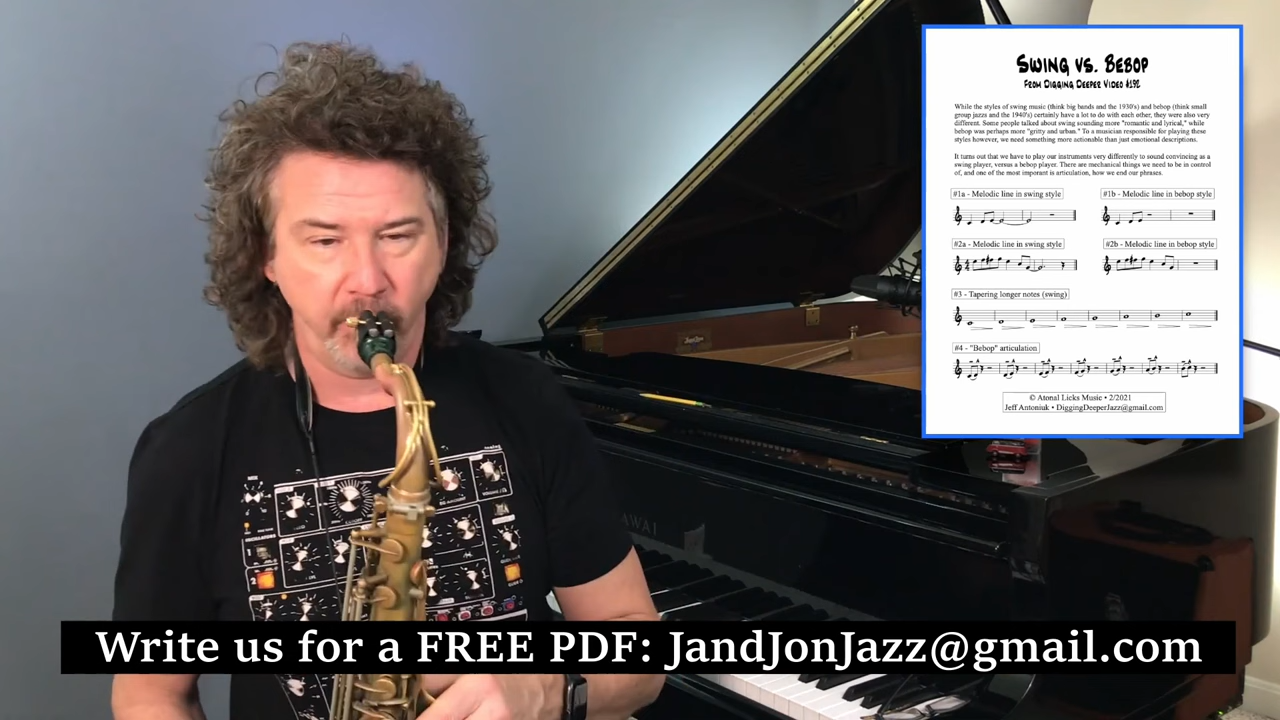 Swing vs. Bebop
From Digging Deeper Video #192
While the styles of swing music (think big bands and the 1930's) and bebop (think small
group jazzs and the 1940's) certainly have a lot to do with each other, they were also very
different. Some people talked about swing sounding more "romantic and lyrical," while
bebop was perhaps more "gritty and urban." To a musician responsible for playing these
styles however, we need something more actionable than just emotional descriptions.
It turns out that we have to play our instruments very differently to sound convincing as a
swing player, versus a bebop player. There are mechanical things we need to be in control
of, and one of the most imporant is articulation, how we end our phrases.
#1a - Melodic line in swing style
#1b - Melodic line in bebop style
#2a - Melodic line in swing style
#2b - Melodic line in bebop style
#3 - Tapering longer notes (swing)
#4 - "Bebop" articulation
© Atonal Licks Music • 2/2021
Jeff Antoniuk • DiggingDeeperJazz@gmail.com
KAWAI
Write us for a FREE PDF: JandJonJazz@gmail.com